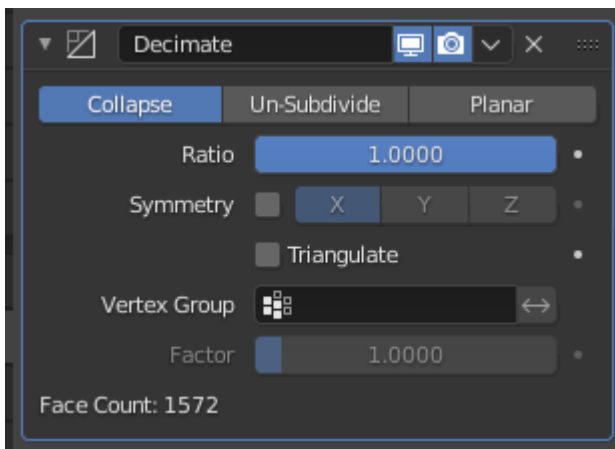 Decimate
Collapse Un-Subdivide Planar
Ratio 1.0000
Symmetry X Y Z
Triangulate
Vertex Group
Factor 1.0000
Face Count: 1572